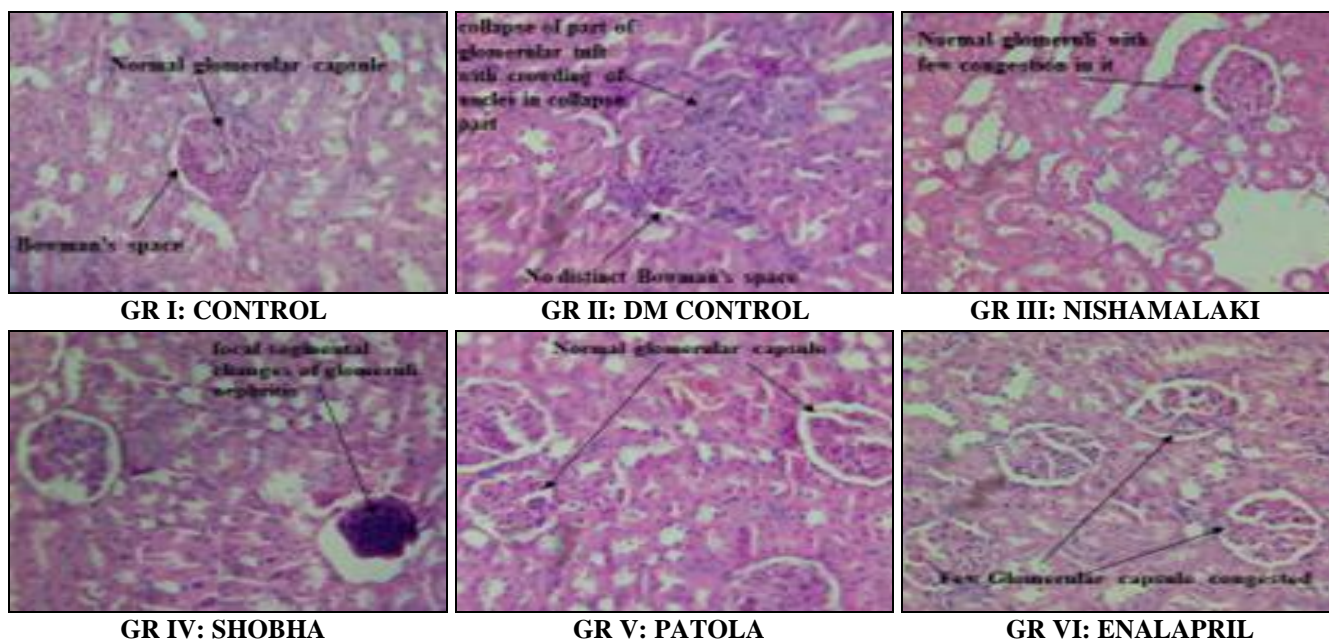 Normal glomerular capsule
Bowman's space
collapse of part of
glomerular tuft
with crowding of
nucles in collapse
part
No distinct Bowman's space
Normal glomeruli with
few congestion in it
GR I: CONTROL
GR II: DM CONTROL
GR III: NISHAMALAKI
focal segmental
changes of glomeruli
nephritis
Normal glomerular capsule
Few Glomerular capsule congested
GR IV: SHOBHA
GR V: PATOLA
GR VI: ENALAPRIL